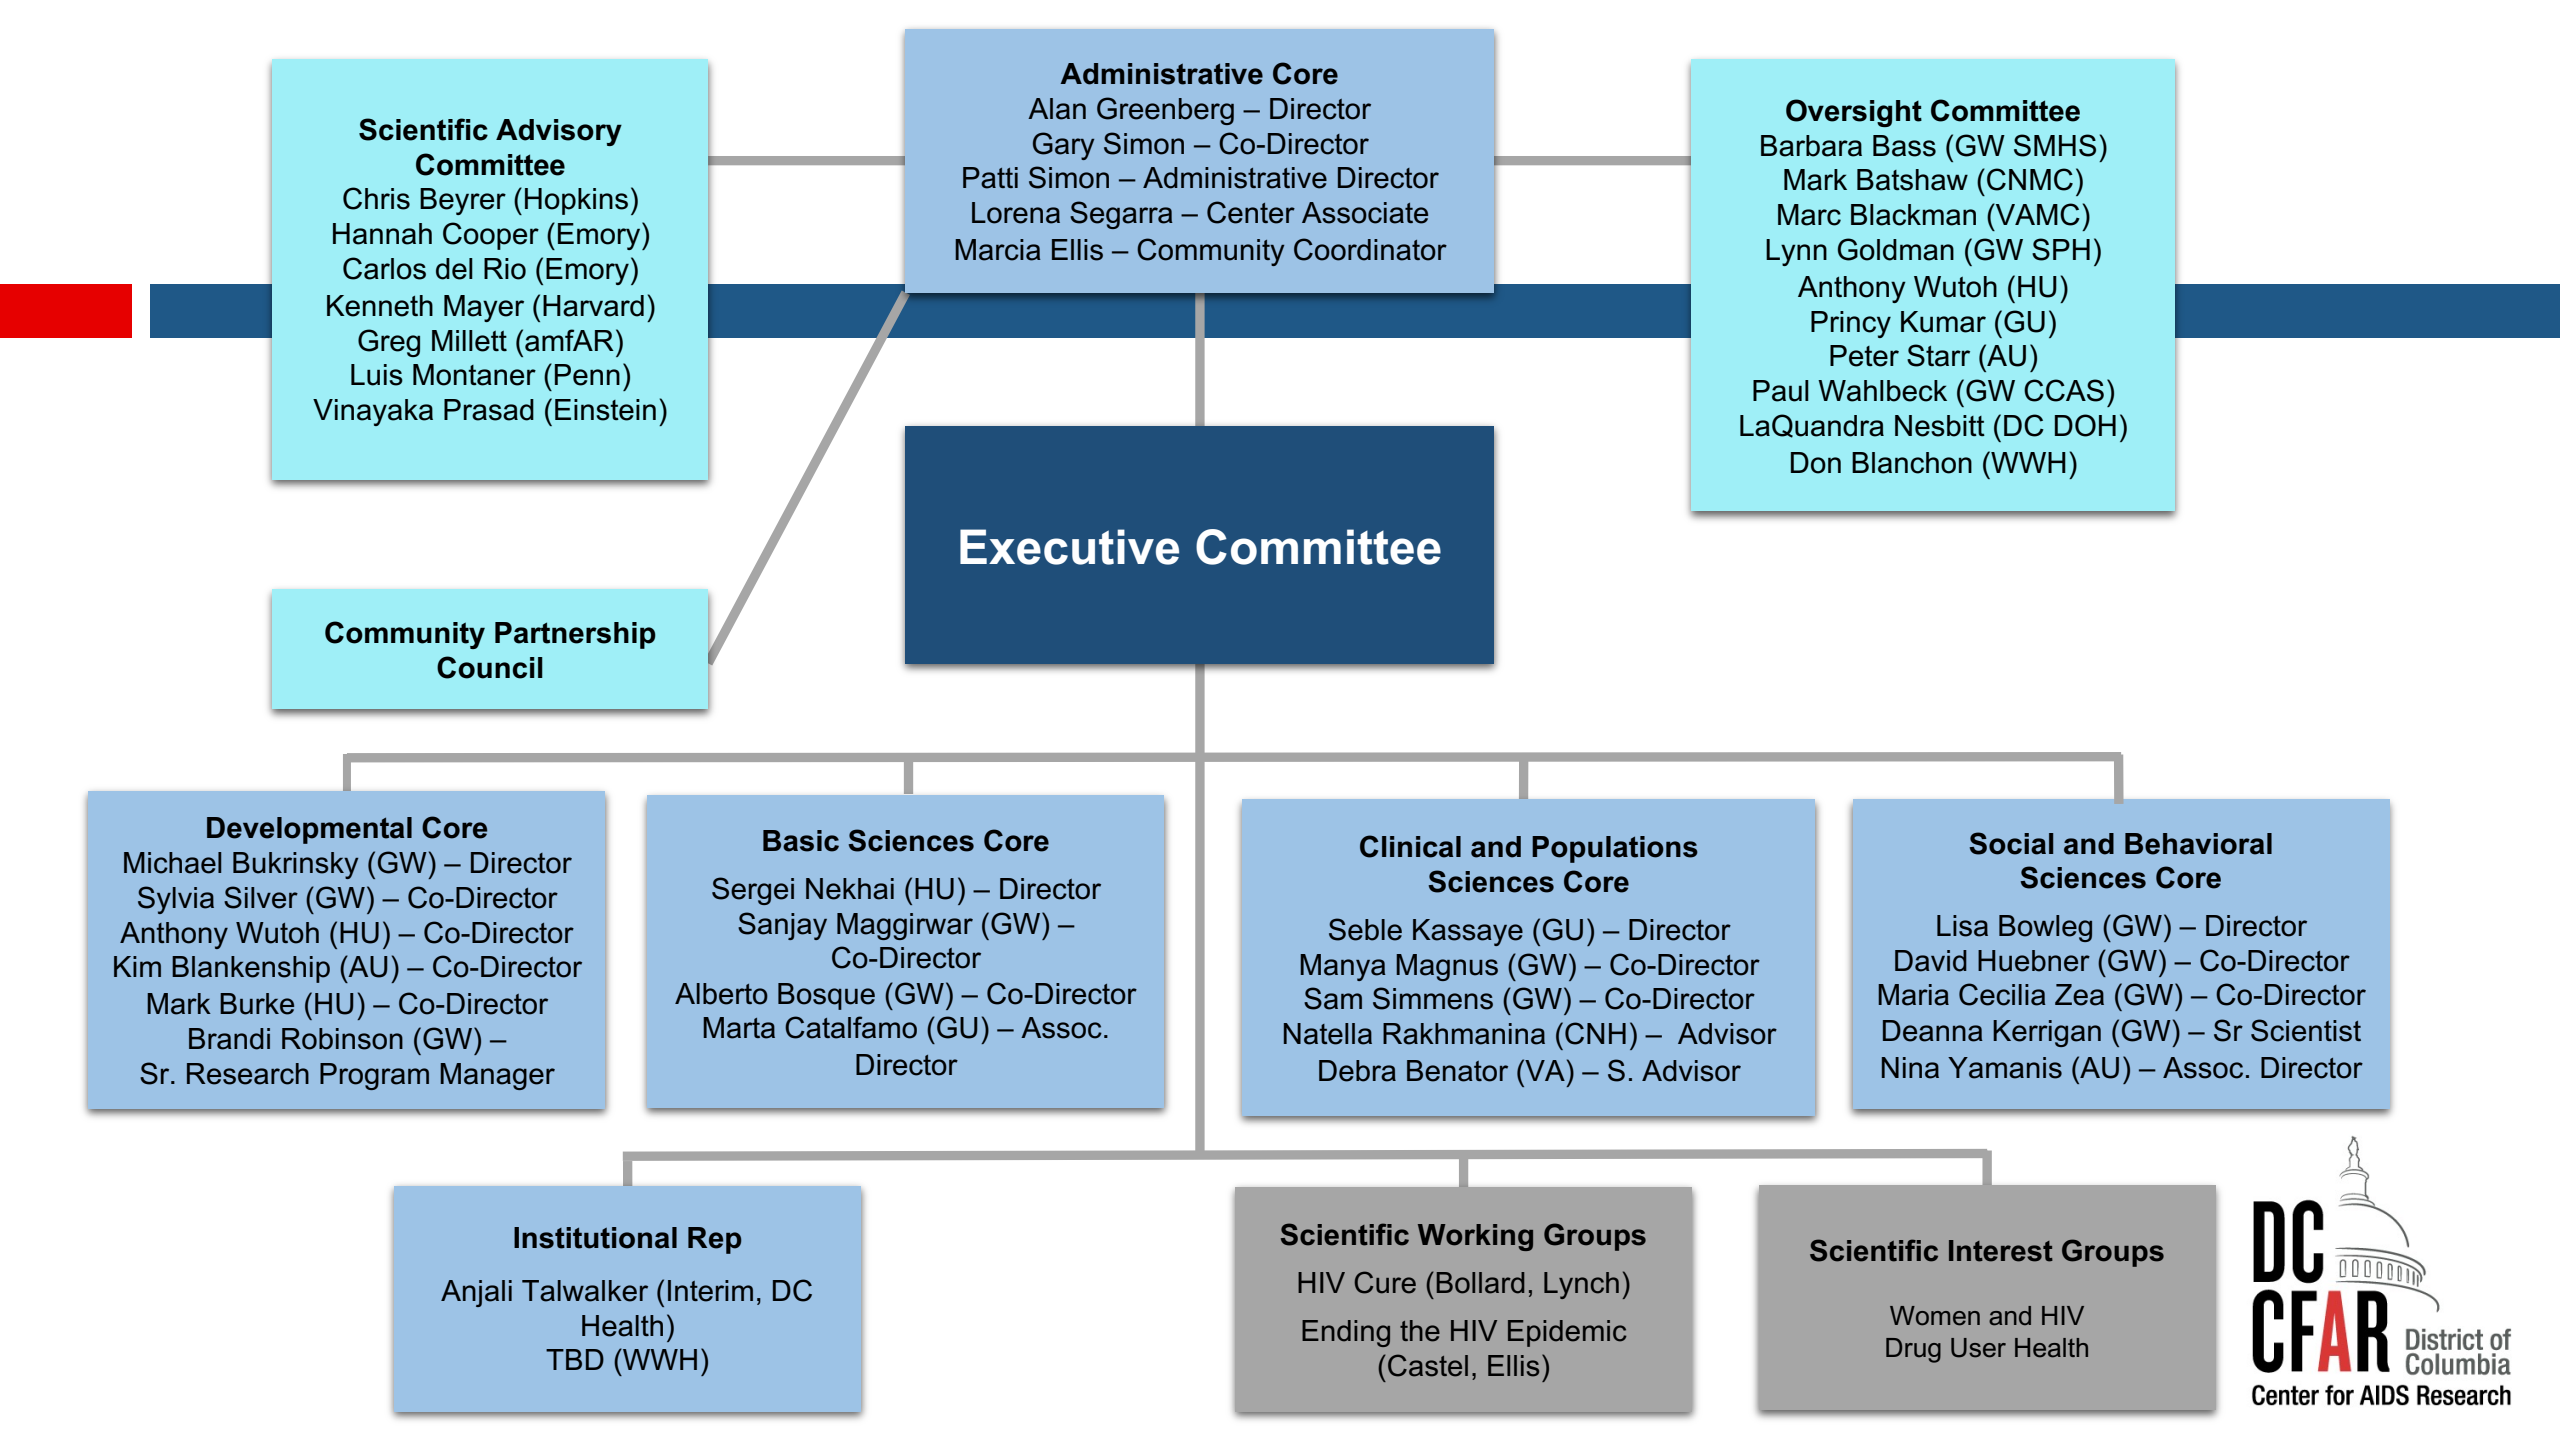 Scientific Advisory
Committee
Chris Beyrer (Hopkins)
Hannah Cooper (Emory)
Carlos del Rio (Emory)
Kenneth Mayer (Harvard)
Greg Millett (amfAR)
Luis Montaner (Penn)
Vinayaka Prasad (Einstein)
Administrative Core
Alan Greenberg – Director
Gary Simon – Co-Director
Patti Simon – Administrative Director
Lorena Segarra – Center Associate
Marcia Ellis – Community Coordinator
Oversight Committee
Barbara Bass (GW SMHS)
Mark Batshaw (CNMC)
Marc Blackman (VAMC)
Lynn Goldman (GW SPH)
Anthony Wutoh (HU)
Princy Kumar (GU)
Peter Starr (AU)
Paul Wahlbeck (GW CCAS)
LaQuandra Nesbitt (DC DOH)
Don Blanchon (WWH)
Executive Committee
Community Partnership
Council
Developmental Core
Michael Bukrinsky (GW) – Director
Sylvia Silver (GW) – Co-Director
Anthony Wutoh (HU) – Co-Director
Kim Blankenship (AU) – Co-Director
Mark Burke (HU) – Co-Director
Brandi Robinson (GW) –
Sr. Research Program Manager
Basic Sciences Core
Sergei Nekhai (HU) – Director
Sanjay Maggirwar (GW) –
Co-Director
Alberto Bosque (GW) – Co-Director
Marta Catalfamo (GU) – Assoc.
Director
Clinical and Populations
Sciences Core
Seble Kassaye (GU) – Director
Manya Magnus (GW) – Co-Director
Sam Simmens (GW) – Co-Director
Natella Rakhmanina (CNH) –  Advisor
Debra Benator (VA) – S. Advisor
Social and Behavioral
Sciences Core
Lisa Bowleg (GW) – Director
David Huebner (GW) – Co-Director
Maria Cecilia Zea (GW) – Co-Director
Deanna Kerrigan (GW) – Sr Scientist
Nina Yamanis (AU) – Assoc. Director
Institutional Rep
Anjali Talwalker (Interim, DC
Health)
TBD (WWH)
Scientific Working Groups
HIV Cure (Bollard, Lynch)
Ending the HIV Epidemic
(Castel, Ellis)
Scientific Interest Groups
Women and HIV
Drug User Health
DC
CFAR
District of
Columbia
Center for AIDS Research